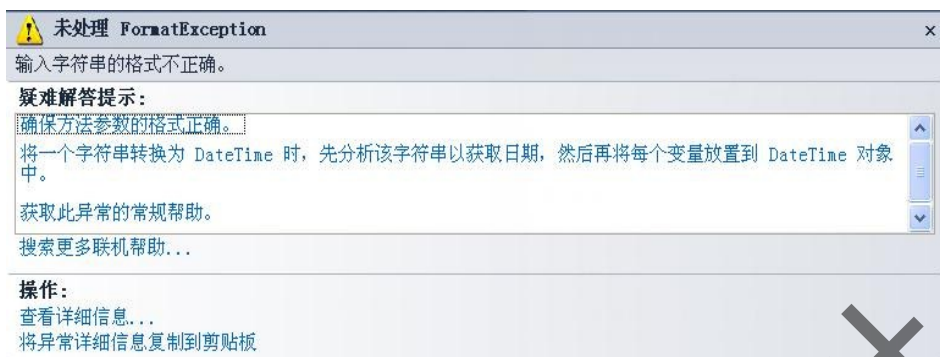 未处理 FormatException
输入字符串的格式不正确。
疑难解答提示:
确保方法参数的格式正确。
将一个字符串转换为 DateTime 时, 先分析该字符串以获取日期, 然后再将每个变量放置到 DateTime 对象
中。
获取此异常的常规帮助。
搜索更多联机帮助...
操作:
查看详细信息...
将异常详细信息复制到剪贴板